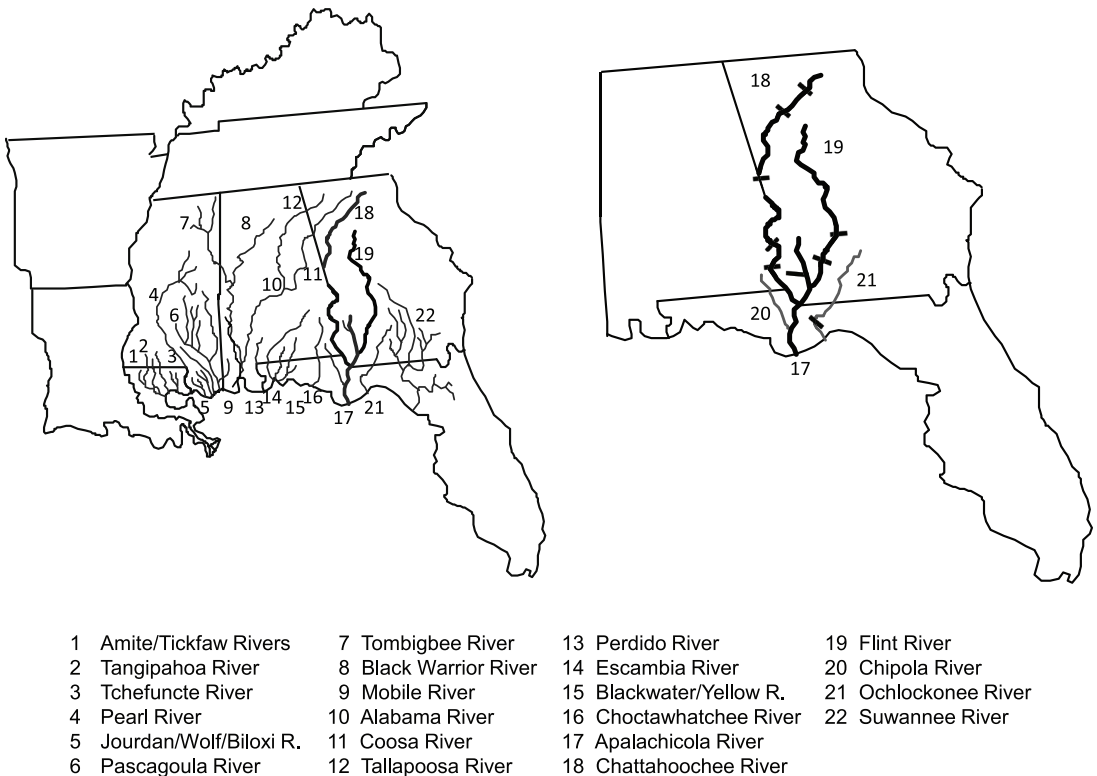 18
19
7
8
12
18
19
11
10
4
6
22
21
20
12
3
5
9
13
14
15
16
17
21
17
1 Amite/Tickfaw Rivers
2 Tangipahoa River
3 Tchefuncte River
4 Pearl River
5 Jourdan/Wolf/Biloxi R.
6 Pascagoula River
7 Tombigbee River
8 Black Warrior River
9 Mobile River
10 Alabama River
11 Coosa River
12 Tallapoosa River
13 Perdido River
14 Escambia River
15 Blackwater/Yellow R.
16 Choctawhatchee River
17 Apalachicola River
18 Chattahoochee River
19 Flint River
20 Chipola River
21 Ochlockonee River
22 Suwannee River